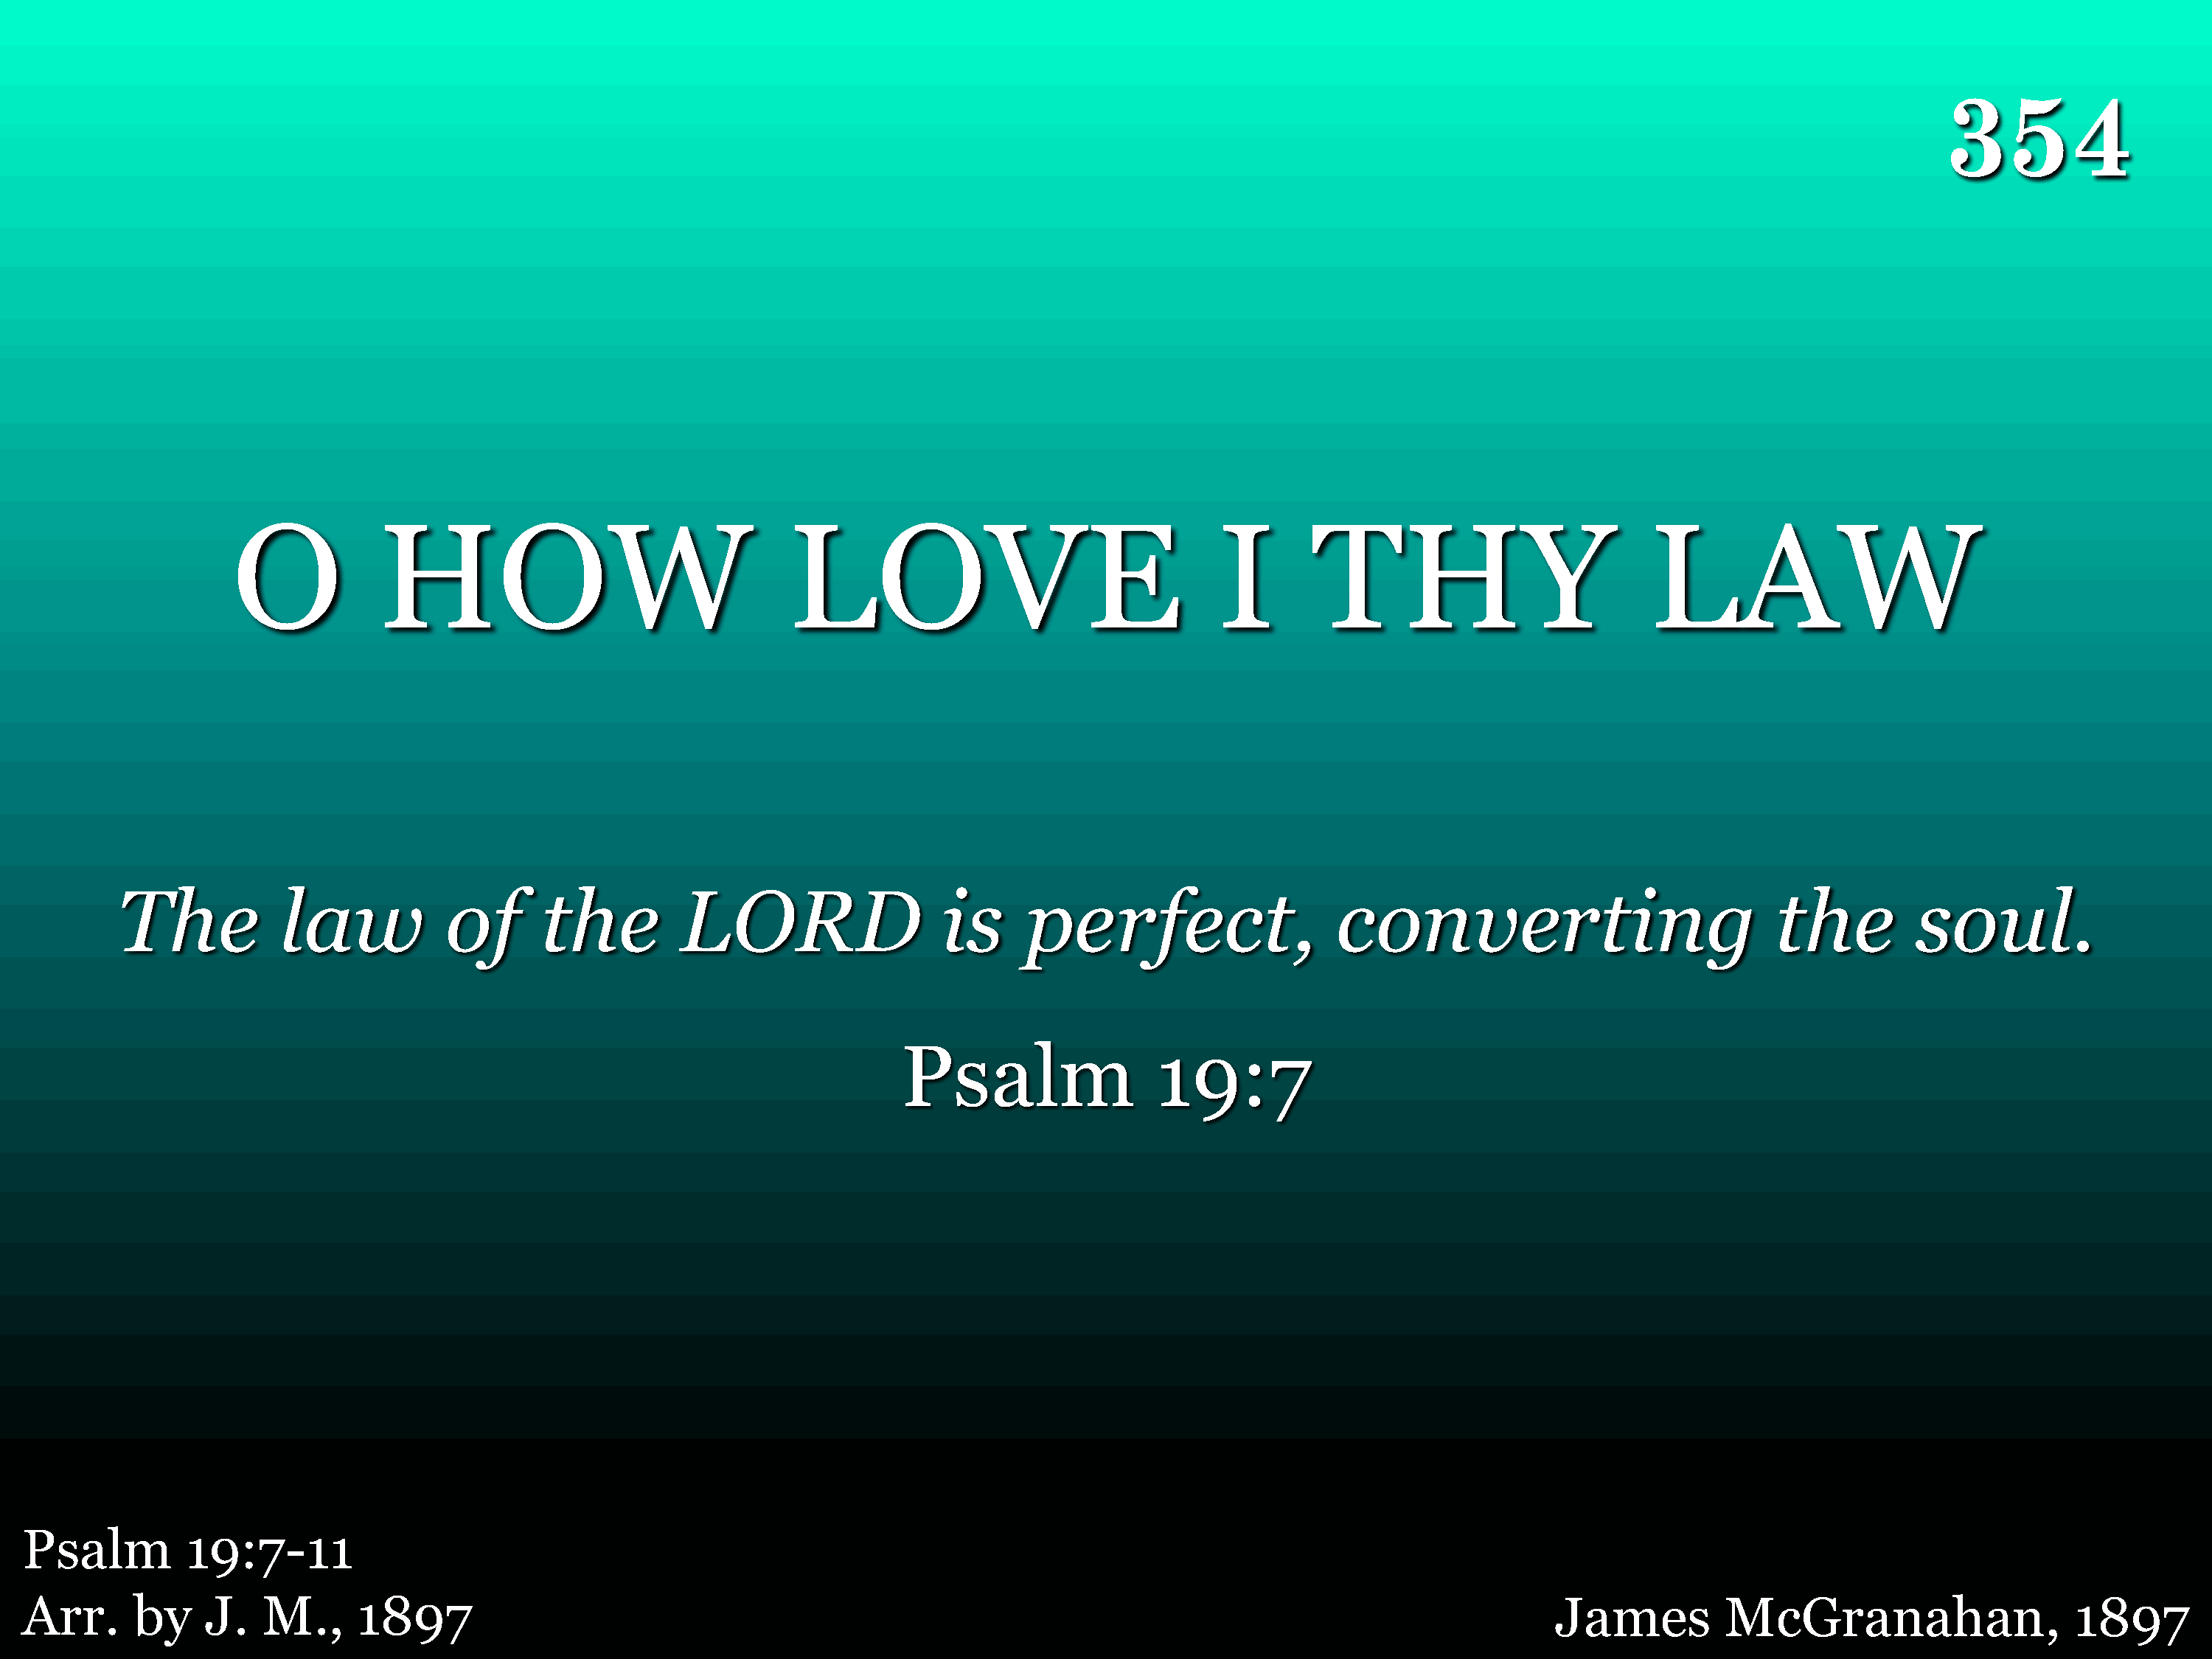 354
O HOW LOVE I THY LAW
The law of the LORD is perfect, converting the soul.
Psalm 19:7
Psalm 19:7-11
Arr. by J. M., 1897
James McGranahan, 1897